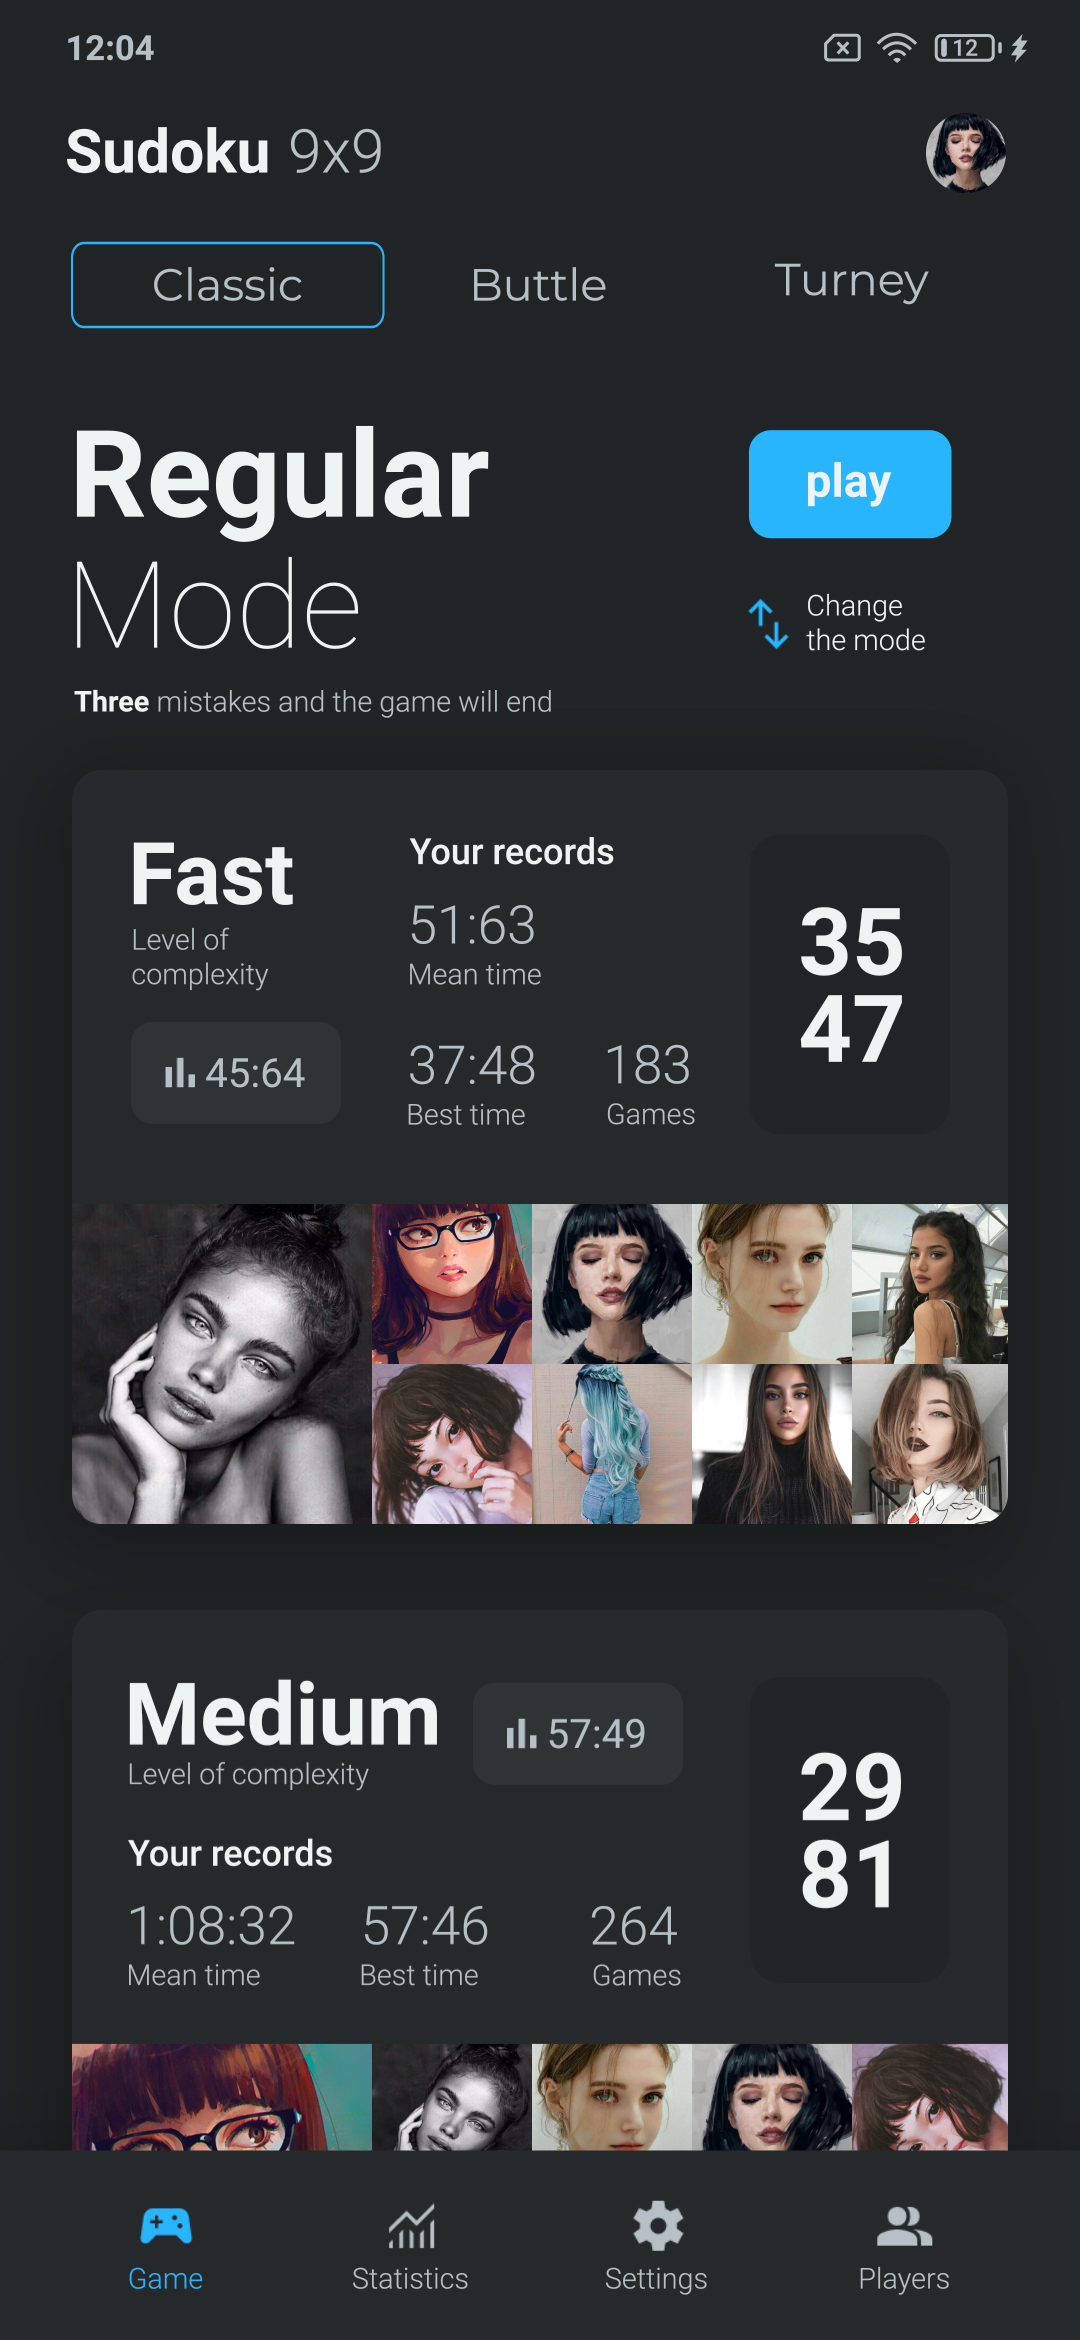 12:04
12
Sudoku 9x9
Classic
Buttle
Turney
Regular
Mode
play
Change
the mode
Three mistakes and the game will end
Fast
Level of
complexity
45:64
Your records
51:63
Mean time
37:48
Best time
183
Games
35
47
Medium
Level of complexity
57:49
Your records
1:08:32
Mean time
57:46
Best time
264
Games
29
81
Game
Statistics
Settings
Players